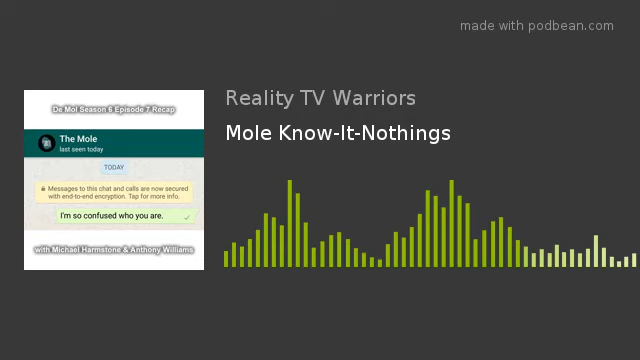 made with podbean.com
Reality TV Warriors
Mole Know-It-Nothings
De Mol Season 6 Episode 7 Recap
The Mole
last seen today
TODAY
Messages to this chat and calls are now secured
with end-to-end encryption. Tap for more info.
I'm so confused who you are.
with Michael Harmstone & Anthony Williams